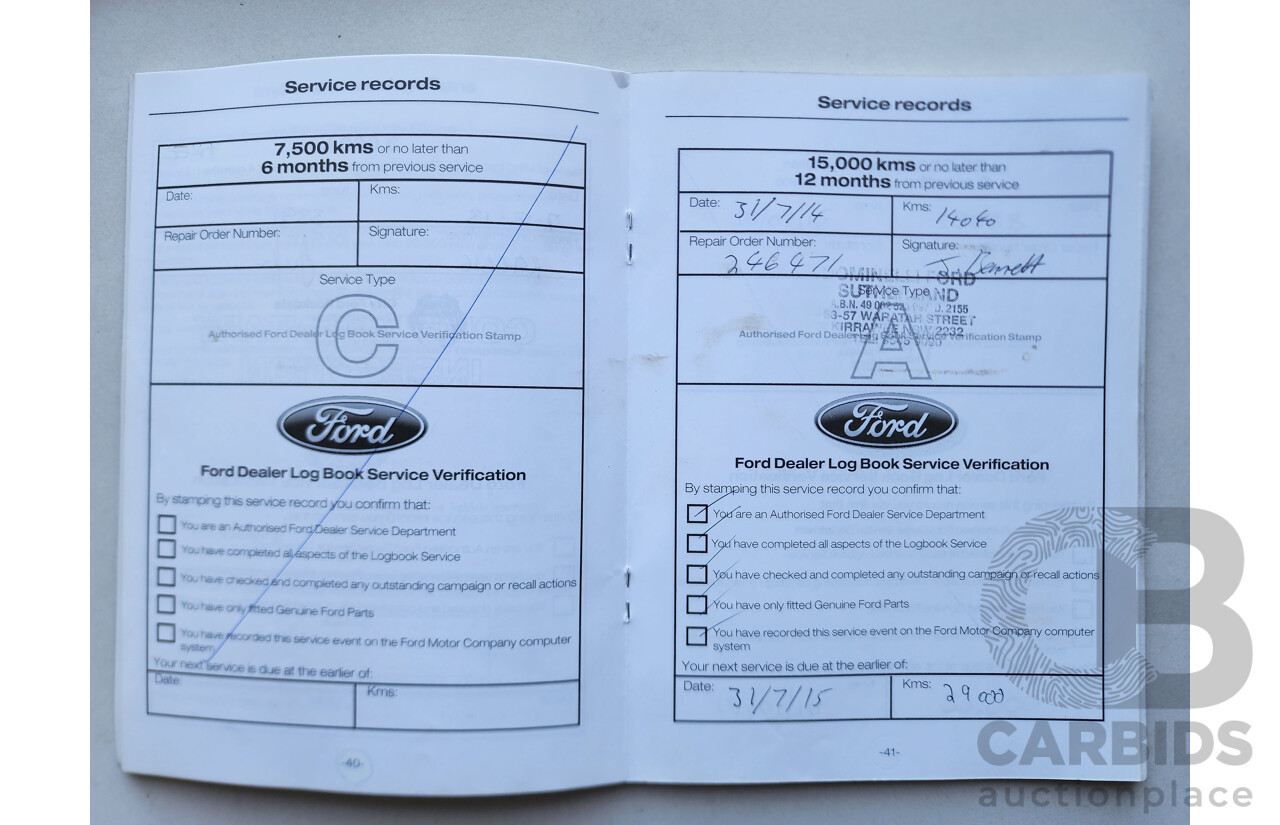 Service records
7,500 kms or no later than
6 months from previous service
Date:
Kms:
Repair Order Number:
Signature:
Service Type
C
Authorised Ford Dealer Log Book Service Verification Stamp
Ford
Ford Dealer Log Book Service Verification
By stamping this service record you confirm that:
You are an Authorised Ford Dealer Service Department
You have completed all aspects of the Logbook Service
You have checked and completed any outstanding campaign or recall actions
You have only fitted Genuine Ford Parts
You have recorded this service event on the Ford Motor Company computer
system
Your next service is due at the earlier of:
Date:
Kms:
-40-
Service records
15,000 kms or no later than
12 months from previous service
Date: 31/7/14
Kms: 14040
Repair Order Number:
246471
Signature:
J Bennett
FORD
Service Type
A.B.N. 49
2155
WARATAH STREET
2232
A
Authorised Ford Dealer Log Book Service Verification Stamp
Ford
Ford Dealer Log Book Service Verification
By stamping this service record you confirm that:
You are an Authorised Ford Dealer Service Department
You have completed all aspects of the Logbook Service
You have checked and completed any outstanding campaign or recall actions
You have only fitted Genuine Ford Parts
You have recorded this service event on the Ford Motor Company computer
system
Your next service is due at the earlier of:
Date: 31/7/15
Kms: 29000
-41-
CB
CARBIDS
auctionplace